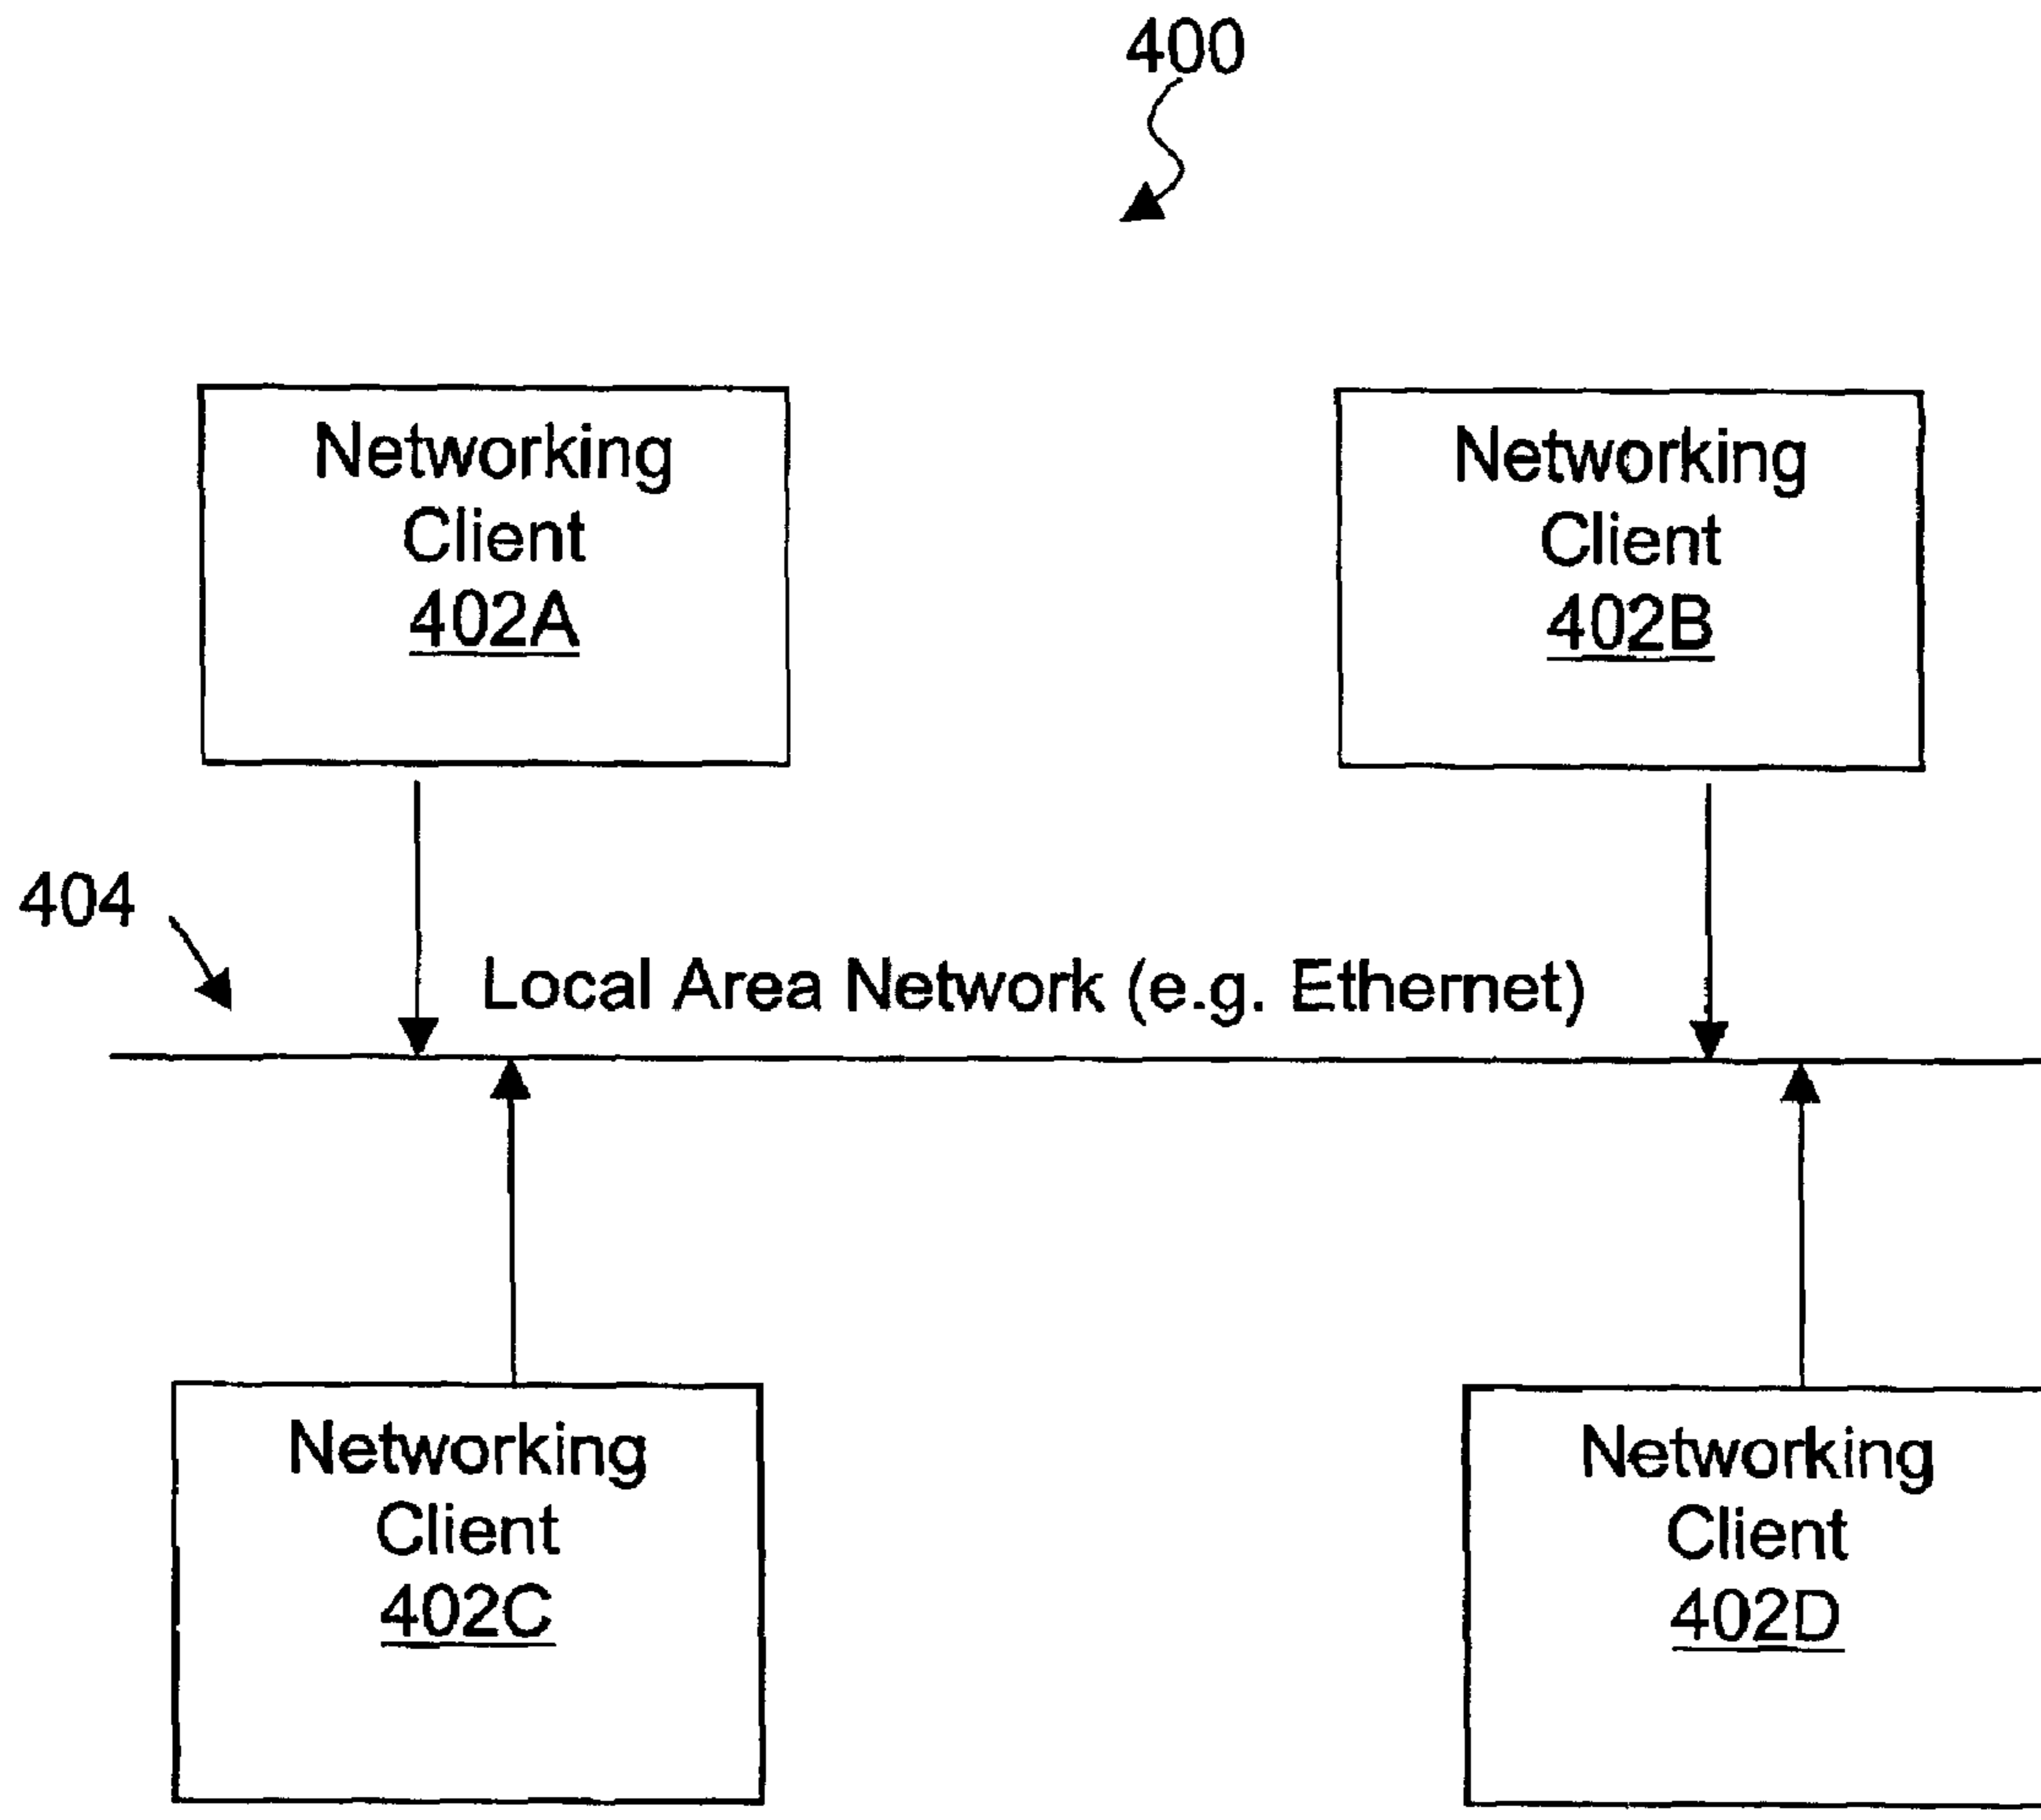 400
Networking
Client
402A
Networking
Client
402B
404
Local Area Network (e.g. Ethernet)
Networking
Client
402C
Networking
Client
402D